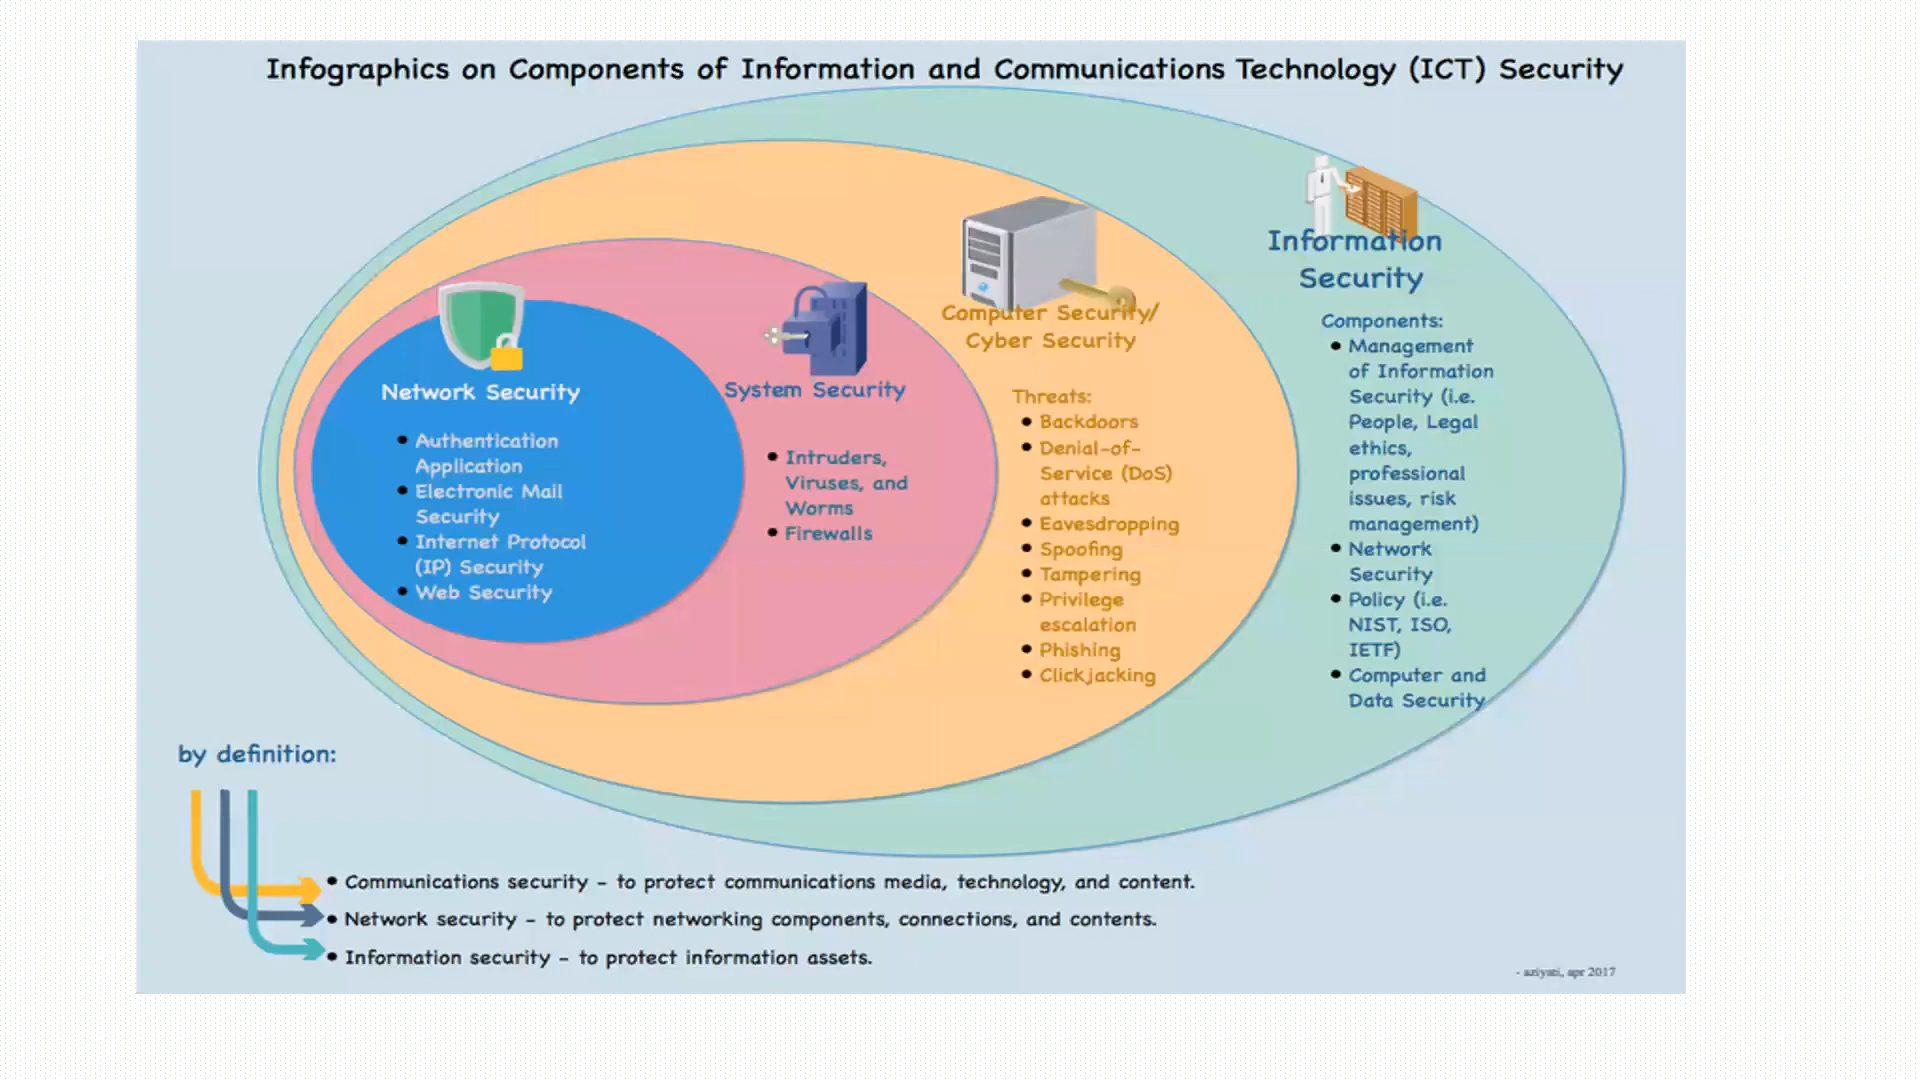 Infographics on Components of Information and Communications Technology (ICT) Security
Network Security
Authentication
Application
Electronic Mail
Security
Internet Protocol
(IP) Security
Web Security
System Security
Intruders,
Viruses, and
Worms
Firewalls
Computer Security/
Cyber Security
Threats:
Backdoors
Denial-of-
Service (DoS)
attacks
Eavesdropping
Spoofing
Tampering
Privilege
escalation
Phishing
Clickjacking
Information
Security
Components:
Management
of Information
Security (i.e.
People, Legal
ethics,
professional
issues, risk
management)
Network
Security
Policy (i.e.
NIST, ISO,
IETF)
Computer and
Data Security
by definition:
Communications security - to protect communications media, technology, and content.
Network security - to protect networking components, connections, and contents.
Information security - to protect information assets.
- aziyati, apr 2017